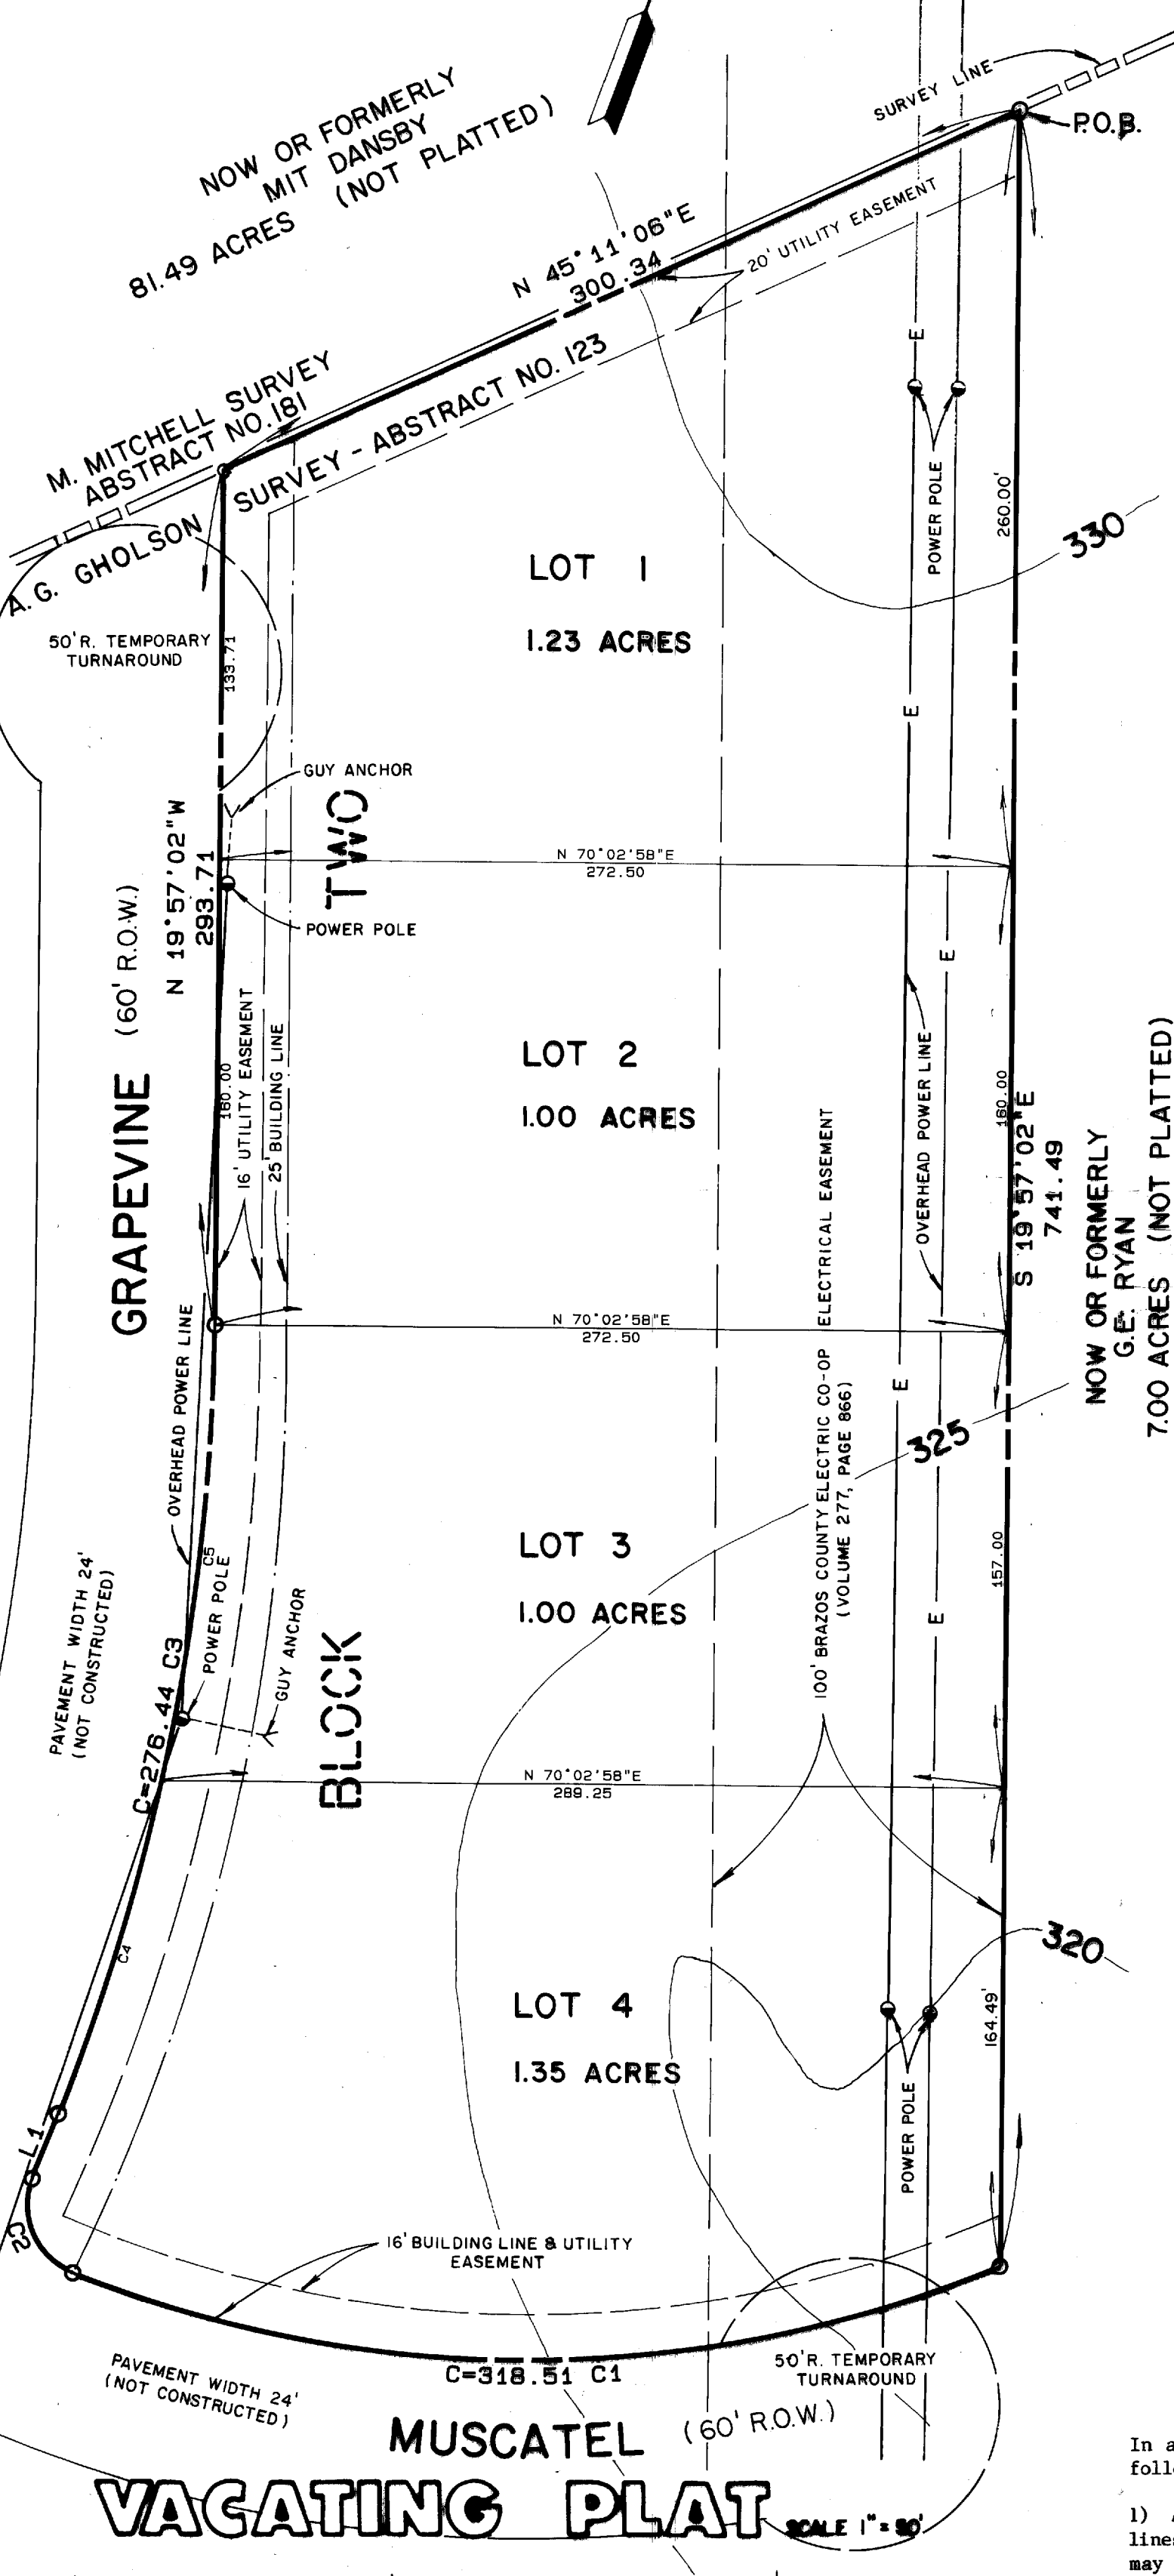 SURVEY LINE
P.O.B.
NOW OR FORMERLY
MIT DANSBY
81.49 ACRES (NOT PLATTED)
N 45°11'06"E
300.34
20' UTILITY EASEMENT
M. MITCHELL SURVEY
ABSTRACT NO. 181
A. G. GHOLSON SURVEY - ABSTRACT NO. 123
E
POWER POLE
260.00'
330
LOT 1
1.23 ACRES
50'R. TEMPORARY
TURNAROUND
133.71
E
GUY ANCHOR
TWO
N 19°57'02"W
293.71
N 70°02'58"E
272.50
POWER POLE
E
GRAPEVINE (60' R.O.W.)
160.00
16' UTILITY EASEMENT
25' BUILDING LINE
LOT 2
1.00 ACRES
OVERHEAD POWER LINE
160.00
S 19°57'02"E
741.49
NOW OR FORMERLY
G.E. RYAN
7.00 ACRES (NOT PLATTED)
100' BRAZOS COUNTY ELECTRIC CO-OP ELECTRICAL EASEMENT
(VOLUME 277, PAGE 866)
N 70°02'58"E
272.50
OVERHEAD POWER LINE
E
325
LOT 3
1.00 ACRES
157.00
E
C5
POWER POLE
GUY ANCHOR
PAVEMENT WIDTH 24'
(NOT CONSTRUCTED)
C=276.44 C3
BLOCK
N 70°02'58"E
289.25
C4
320
LOT 4
1.35 ACRES
164.49'
POWER POLE
L1
C2
16' BUILDING LINE & UTILITY
EASEMENT
PAVEMENT WIDTH 24'
(NOT CONSTRUCTED)
C=318.51 C1
50'R. TEMPORARY
TURNAROUND
MUSCATEL (60' R.O.W.)
VACATING PLAT SCALE 1" = 50'
In a
foll
1)
line
may